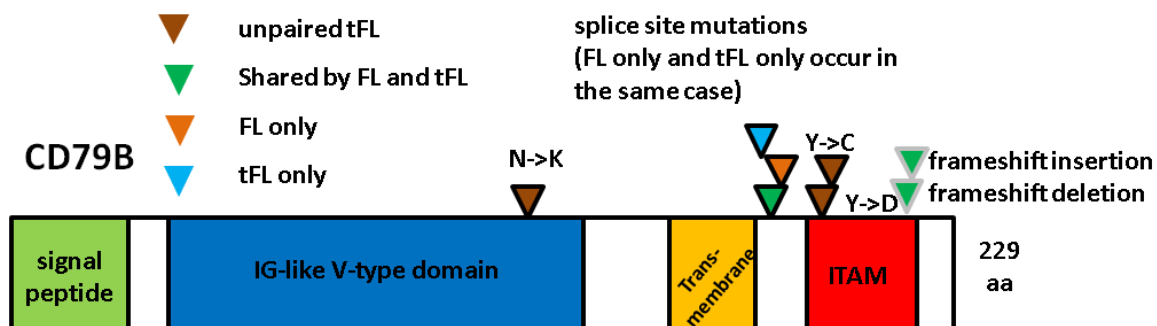 unpaired tFL
Shared by FL and tFL
FL only
tFL only
splice site mutations
(FL only and tFL only occur in
the same case)
CD79B
N->K
Y->C
Y->D
frameshift insertion
frameshift deletion
signal
peptide
IG-like V-type domain
Trans-
membrane
ITAM
229
aa